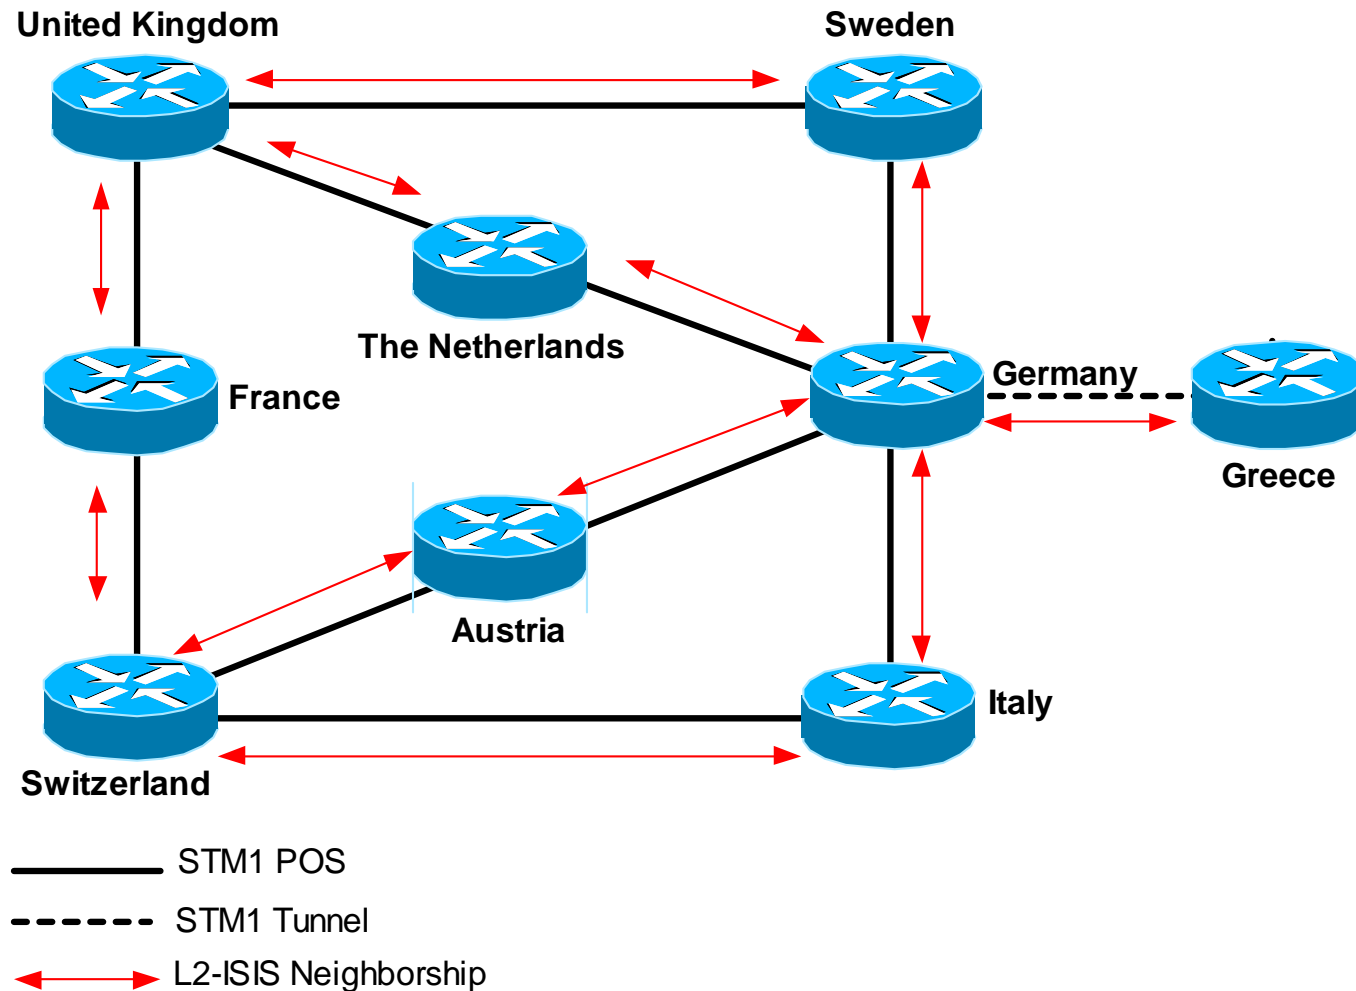 United Kingdom
Sweden
The Netherlands
Germany
France
Greece
Austria
Italy
Switzerland
STM1 POS
STM1 Tunnel
L2-ISIS Neighborship